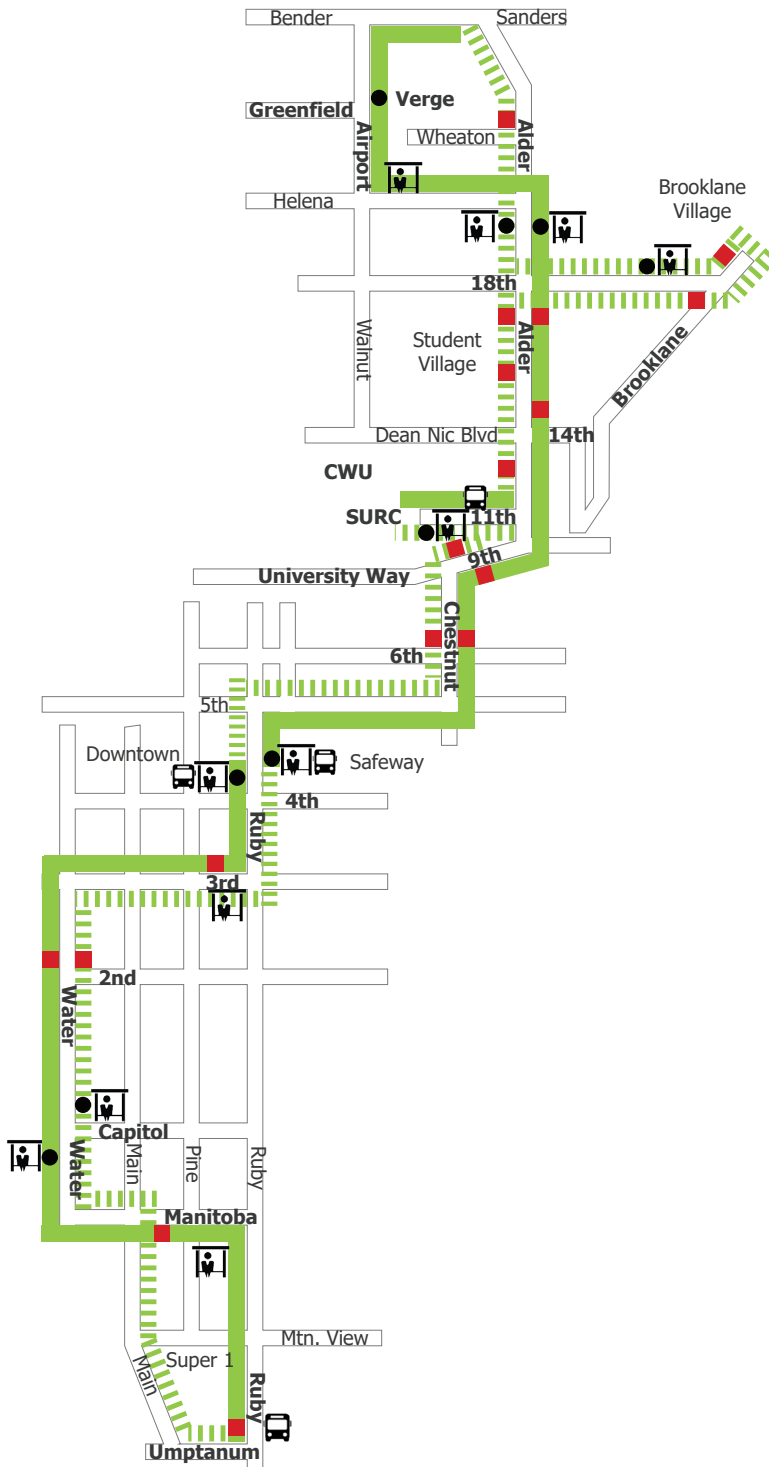 Bender
Sanders
Greenfield
Verge
Airport
Alder
Wheaton
Helena
Brooklane
Village
18th
Walnut
Student
Village
Alder
Brooklane
Dean Nic Blvd
14th
CWU
SURC
11th
9th
University Way
Chestnut
6th
5th
Downtown
Safeway
4th
Ruby
3rd
2nd
Water
Capitol
Water
Main
Pine
Ruby
Manitoba
Mtn. View
Super 1
Main
Ruby
Umptanum